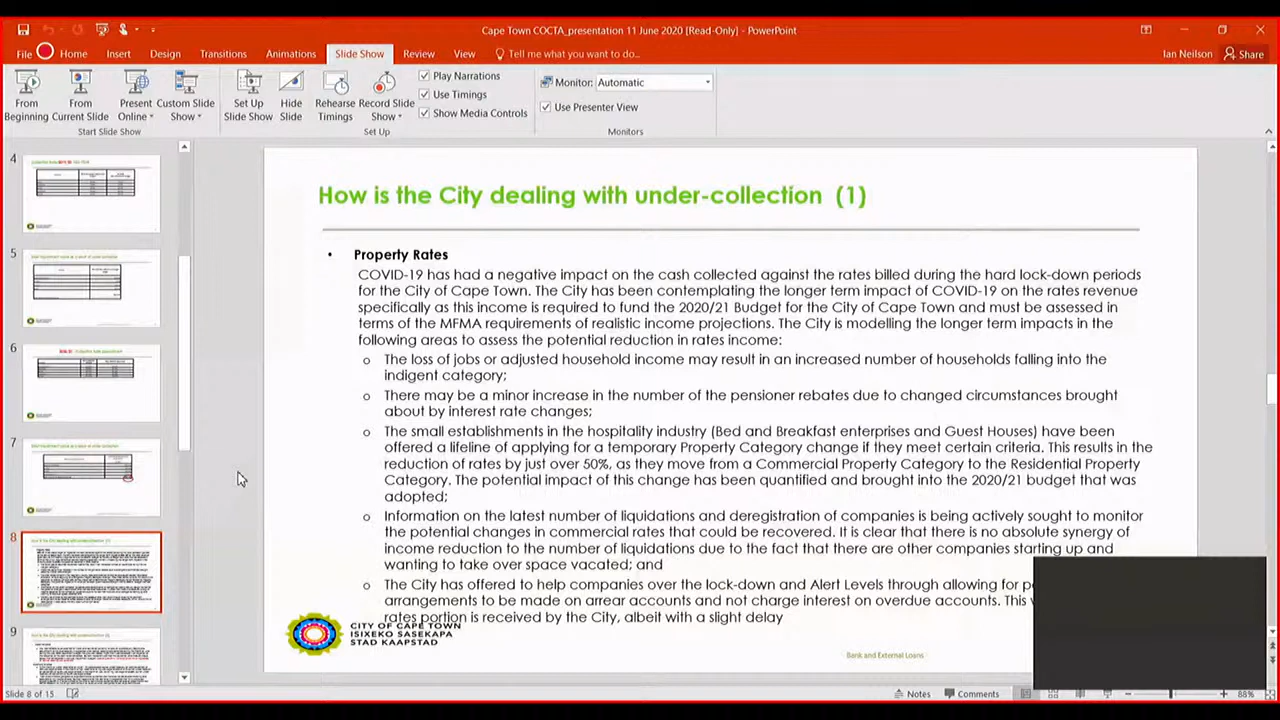 Cape Town COCTA_presentation 11 June 2020 [Read-Only] - PowerPoint
File Home Insert Design Transitions Animations Slide Show Review View Tell me what you want to do... Ian Neilson Share
From Beginning
From Current Slide
Present Online
Custom Slide Show
Start Slide Show
Set Up Slide Show
Hide Slide
Rehearse Timings
Record Slide Show
Play Narrations
Use Timings
Show Media Controls
Set Up
Monitor: Automatic
Use Presenter View
Monitors
4
5
6
7
8
9
How is the City dealing with under-collection (1)
• Property Rates
COVID-19 has had a negative impact on the cash collected against the rates billed during the hard lock-down periods
for the City of Cape Town. The City has been contemplating the longer term impact of COVID-19 on the rates revenue
specifically as this income is required to fund the 2020/21 Budget for the City of Cape Town and must be assessed in
terms of the MFMA requirements of realistic income projections. The City is modelling the longer term impacts in the
following areas to assess the potential reduction in rates income:
o The loss of jobs or adjusted household income may result in an increased number of households falling into the
indigent category;
o There may be a minor increase in the number of the pensioner rebates due to changed circumstances brought
about by interest rate changes;
o The small establishments in the hospitality industry (Bed and Breakfast enterprises and Guest Houses) have been
offered a lifeline of applying for a temporary Property Category change if they meet certain criteria. This results in the
reduction of rates by just over 50%, as they move from a Commercial Property Category to the Residential Property
Category. The potential impact of this change has been quantified and brought into the 2020/21 budget that was
adopted;
o Information on the latest number of liquidations and deregistration of companies is being actively sought to monitor
the potential changes in commercial rates that could be recovered. It is clear that there is no absolute synergy of
income reduction to the number of liquidations due to the fact that there are other companies starting up and
wanting to take over space vacated; and
o The City has offered to help companies over the lock-down and Alert levels through allowing for
arrangements to be made on arrear accounts and not charge interest on overdue accounts. This
rates portion is received by the City, albeit with a slight delay
CITY OF CAPE TOWN
ISIXEKO SASEKAPA
STAD KAAPSTAD
Bank and External Loans
Slide 8 of 15
Notes
Comments
88%